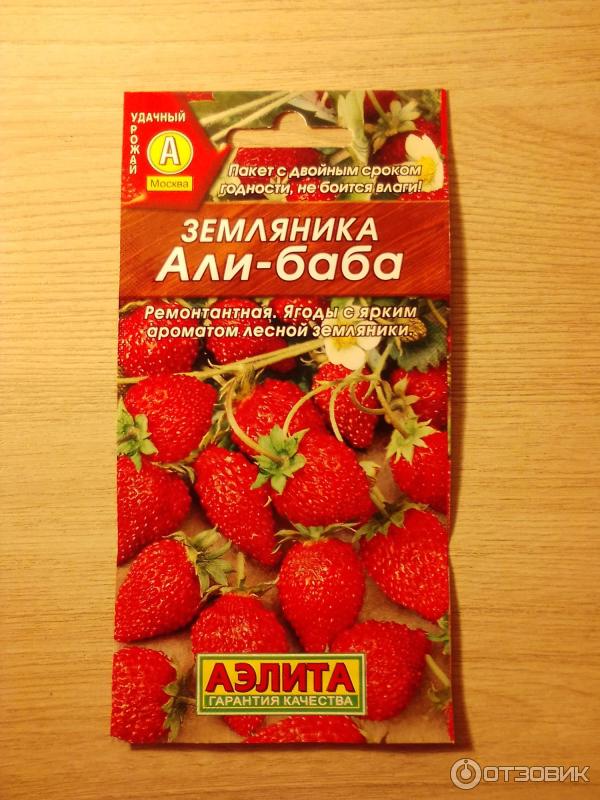 УДАЧНЫЙ
УРОЖАЙ
А
Москва
Пакет с двойным сроком
годности, не боится влаги!
ЗЕМЛЯНИКА
Али-баба
Ремонтантная. Ягоды с ярким
ароматом лесной земляники.
АЭЛИТА
ГАРАНТИЯ КАЧЕСТВА
ОТЗОВИК